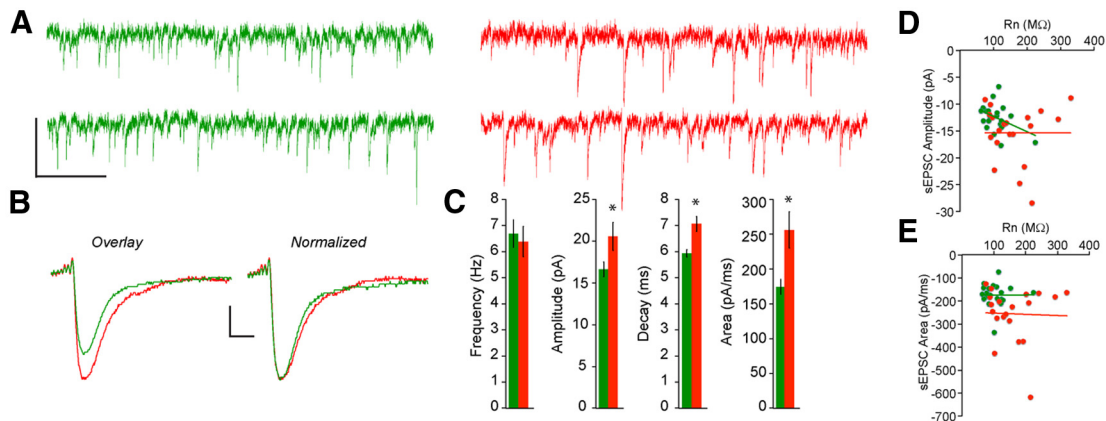 A
B
Overlay
Normalized
C
Frequency (Hz)
8
7
6
5
4
3
2
1
0
Amplitude (pA)
25
20
15
10
5
0
*
Decay (ms)
8
7
6
5
4
3
2
1
0
*
Area (pA/ms)
300
250
200
150
100
50
0
*
D
Rn (MΩ)
100 200 300 400
sEPSC Amplitude (pA)
0
-5
-10
-15
-20
-25
-30
E
Rn (MΩ)
100 200 300 400
sEPSC Area (pA/ms)
0
-100
-200
-300
-400
-500
-600
-700